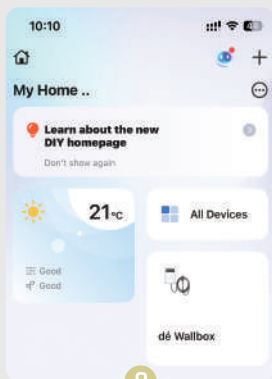 10:10
My Home ..
Learn about the new
DIY homepage
Don't show again
21°C
All Devices
Good
Good
dé Wallbox